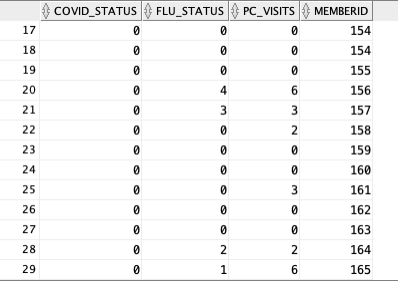 COVID_STATUS FLU_STATUS PC_VISITS MEMBERID
17 0 0 0 154
18 0 0 0 154
19 0 0 0 155
20 0 4 6 156
21 0 3 3 157
22 0 0 2 158
23 0 0 0 159
24 0 0 0 160
25 0 0 3 161
26 0 0 0 162
27 0 0 0 163
28 0 2 2 164
29 0 1 6 165